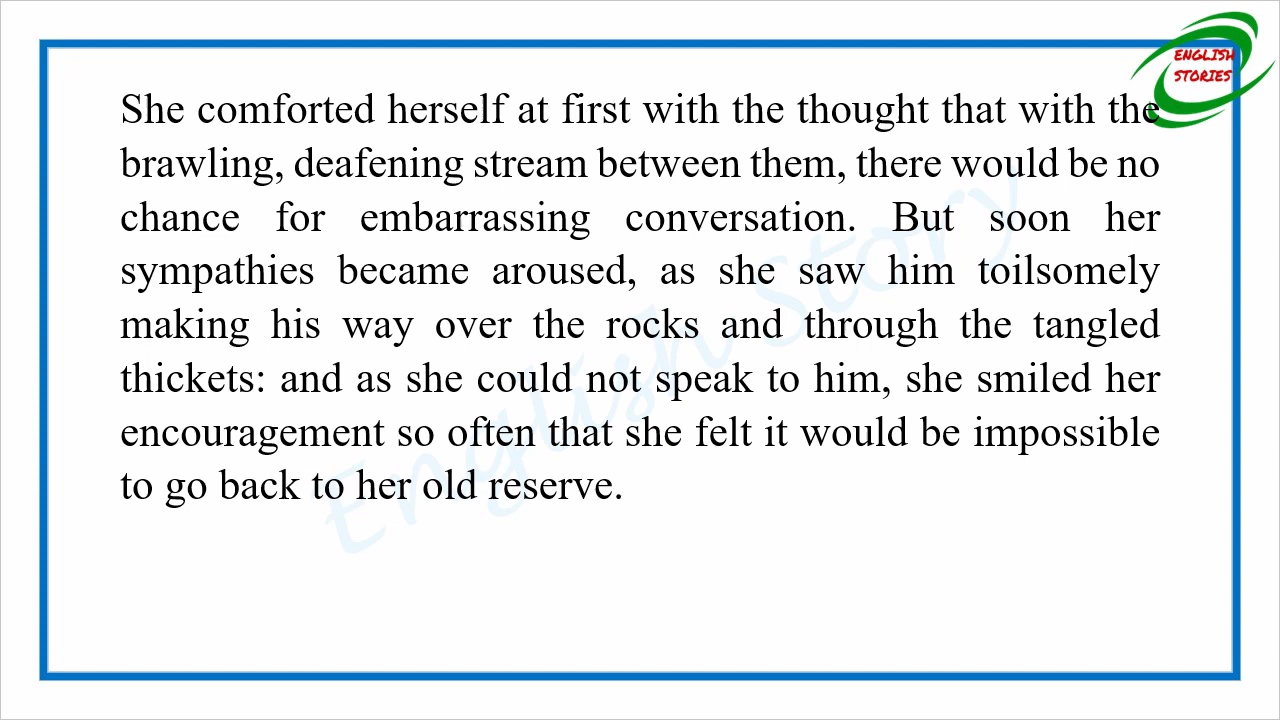 ENGLISH
STORIES
She comforted herself at first with the thought that with the
brawling, deafening stream between them, there would be no
chance for embarrassing conversation. But soon her
sympathies became aroused, as she saw him toilsomely
making his way over the rocks and through the tangled
thickets: and as she could not speak to him, she smiled her
encouragement so often that she felt it would be impossible
to go back to her old reserve.
English Story